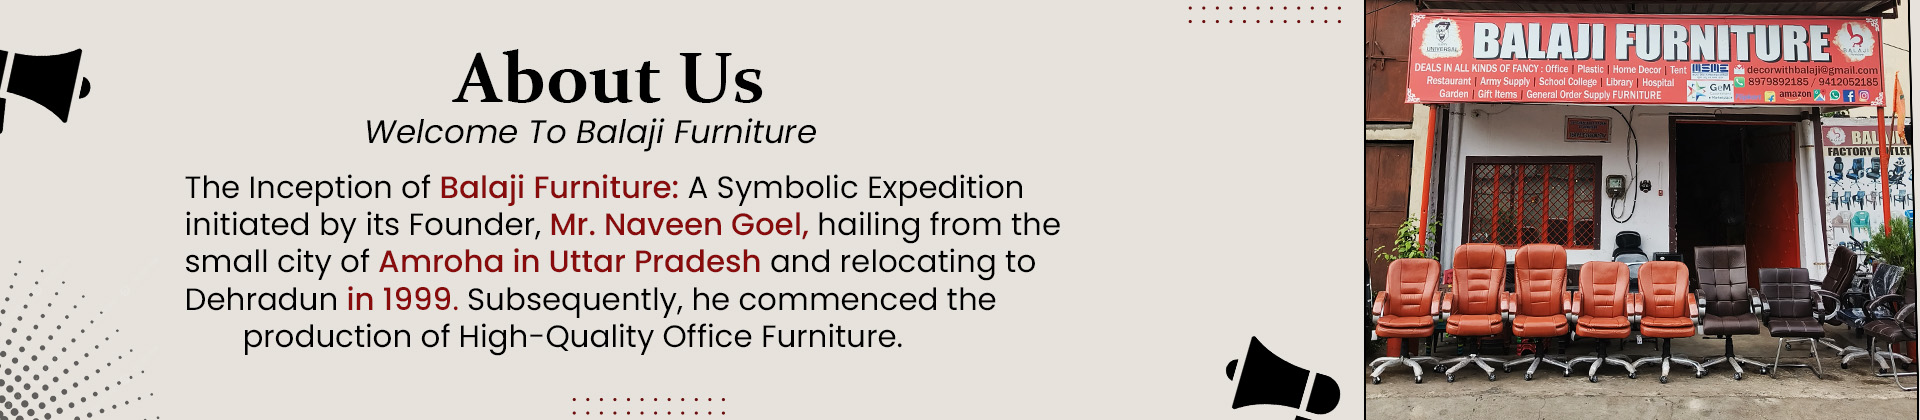 About Us
Welcome To Balaji Furniture
The Inception of Balaji Furniture: A Symbolic Expedition
initiated by its Founder, Mr. Naveen Goel, hailing from the
small city of Amroha in Uttar Pradesh and relocating to
Dehradun in 1999. Subsequently, he commenced the
production of High-Quality Office Furniture.
BALAJI FURNITURE
UNIVERSAL
BALAJI
DEALS IN ALL KINDS OF FANCY : Office | Plastic | Home Decor | Tent
decorwithbalaji@gmail.com
Restaurant | Army Supply | School College | Library | Hospital
8979892185 / 9412052185
Garden | Gift Items | General Order Supply FURNITURE
GeM
amazon
FACTORY